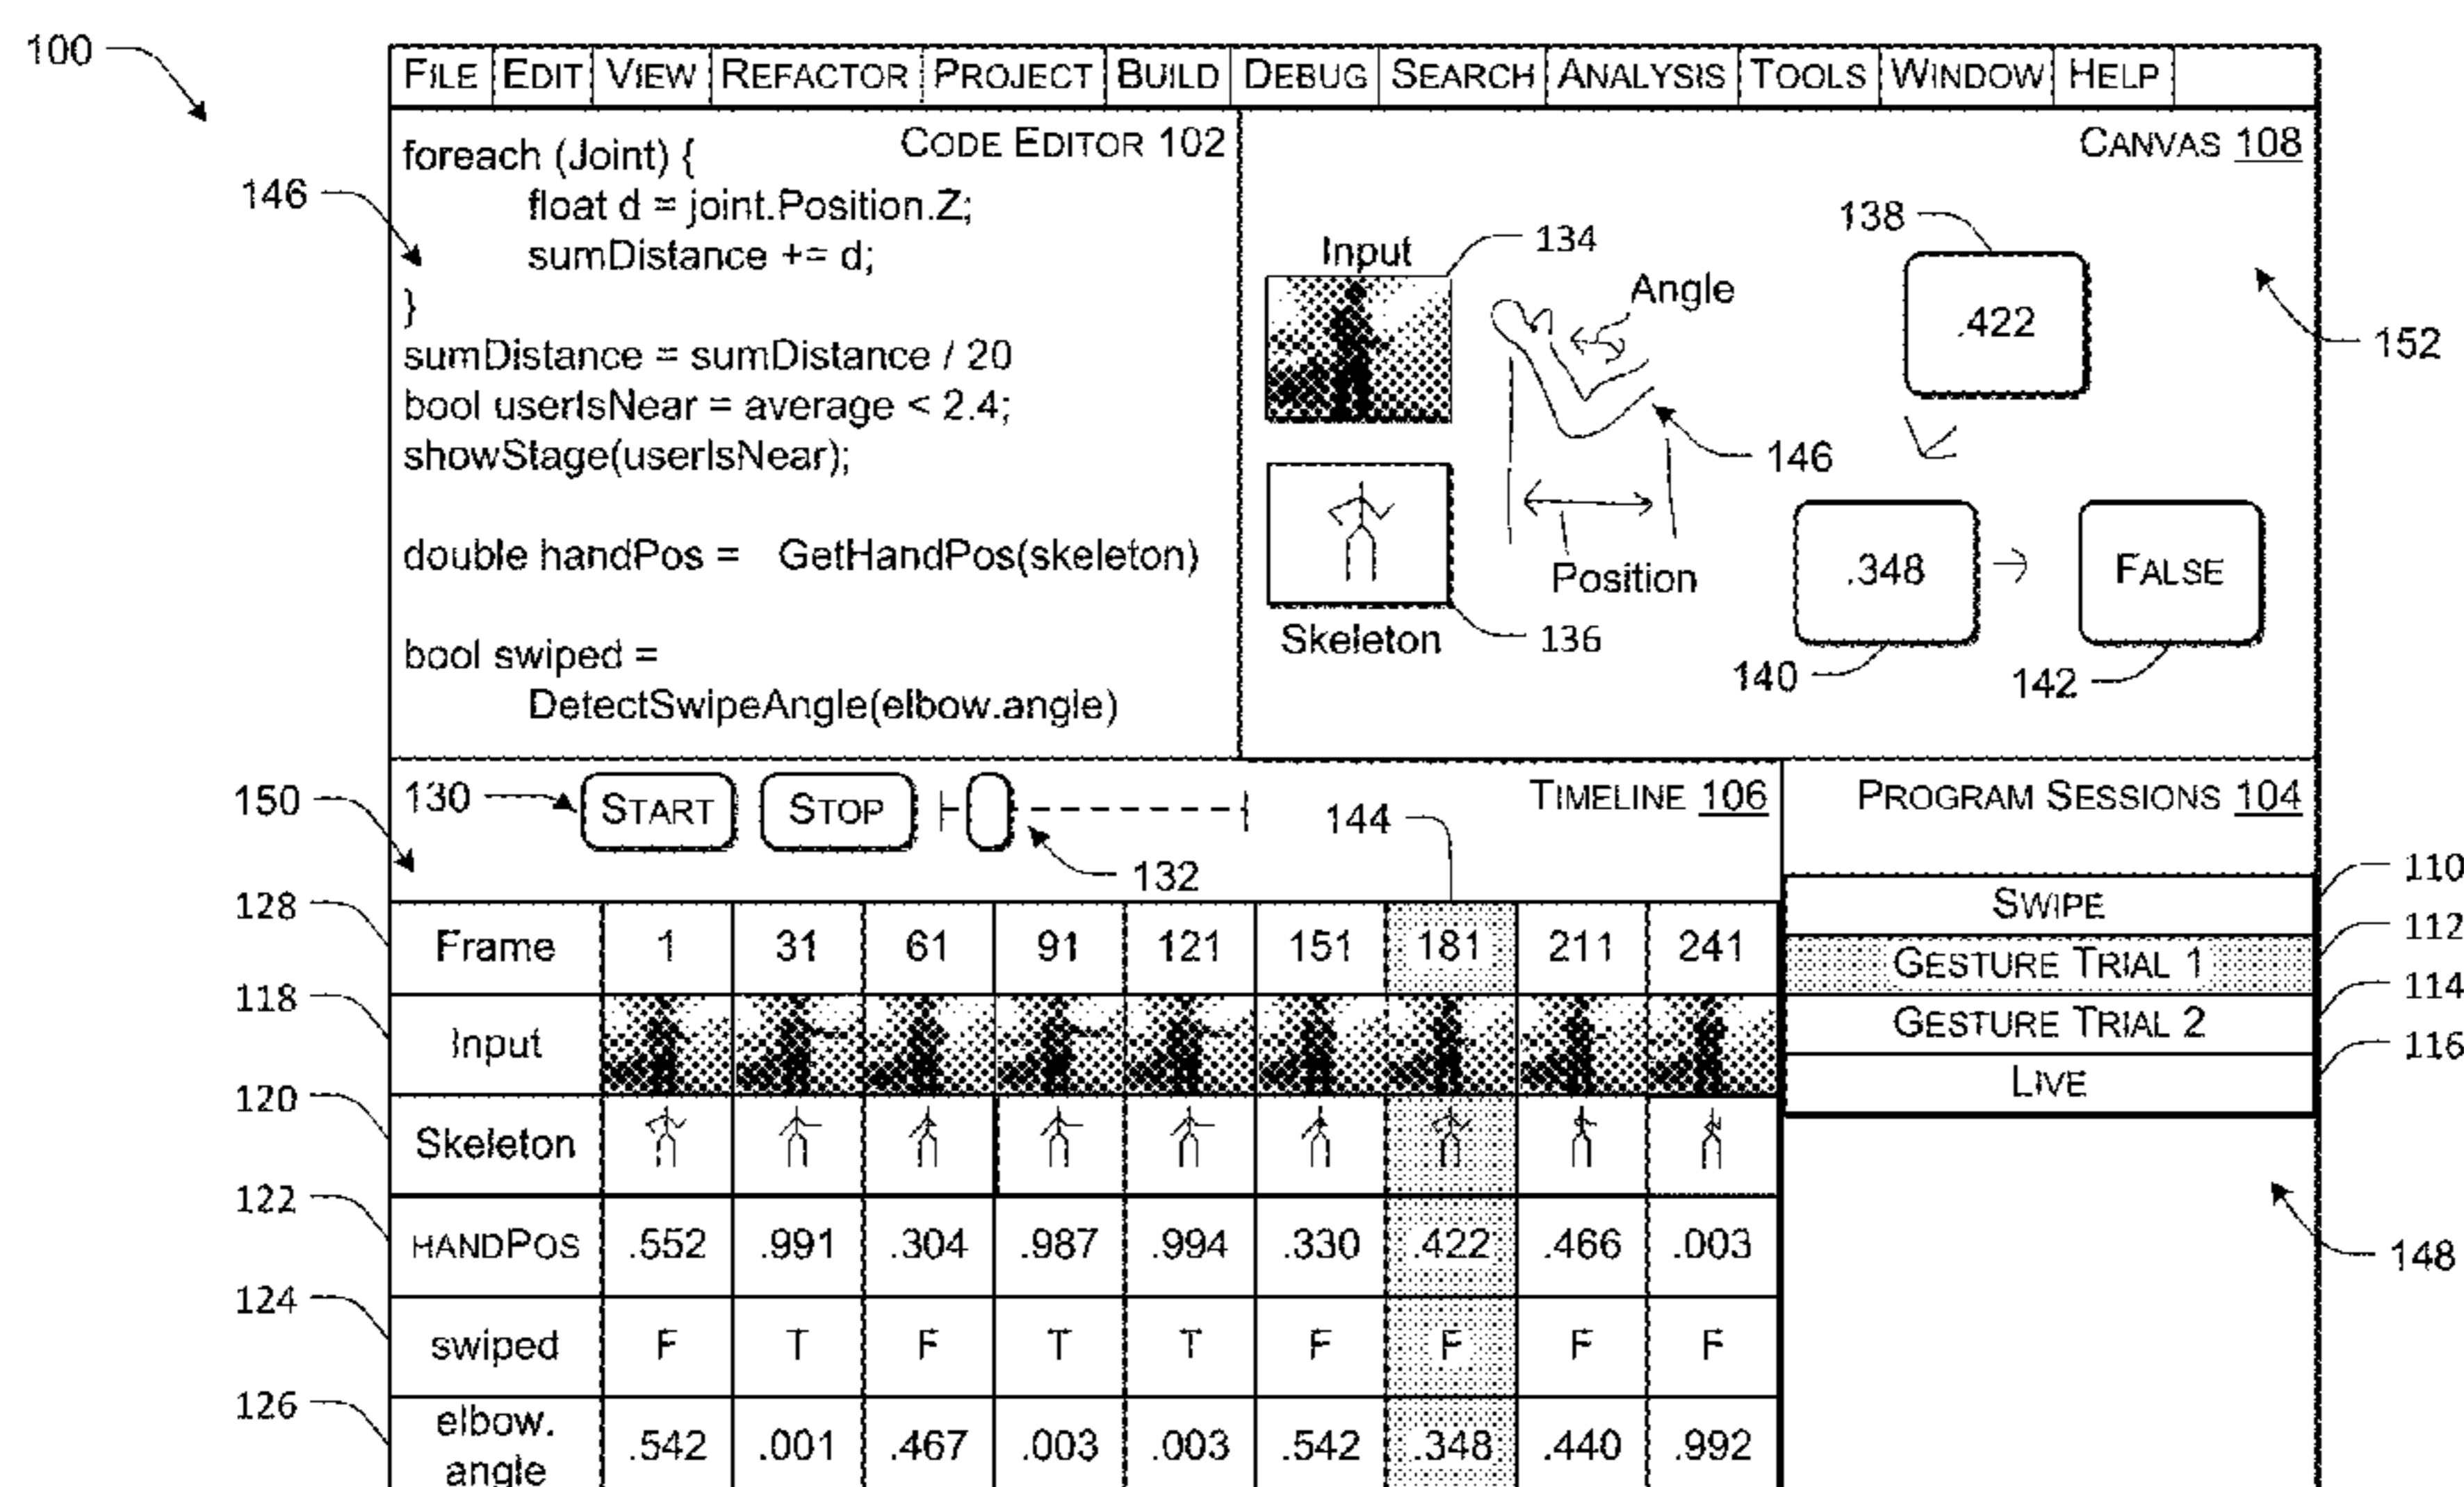 100
FILE EDIT VIEW REFACTOR PROJECT BUILD DEBUG SEARCH ANALYSIS TOOLS WINDOW HELP
CODE EDITOR 102
146
foreach (Joint) {
float d = joint.Position.Z;
sumDistance += d;
}
sumDistance = sumDistance / 20
bool userIsNear = average < 2.4;
showStage(userIsNear);
double handPos = GetHandPos(skeleton)
bool swiped =
DetectSwipeAngle(elbow.angle)
CANVAS 108
Input
134
Angle
138
.422
152
146
Position
Skeleton
136
.348
FALSE
140
142
150
130
START
STOP
132
TIMELINE 106
144
128
Frame 1 31 61 91 121 151 181 211 241
118
Input
120
Skeleton
122
HANDPOS .552 .991 .304 .987 .994 .330 .422 .466 .003
124
swiped F T F T T F F F F
126
elbow.
angle
.542 .001 .467 .003 .003 .542 .348 .440 .992
PROGRAM SESSIONS 104
SWIPE
110
GESTURE TRIAL 1
112
GESTURE TRIAL 2
114
LIVE
116
148